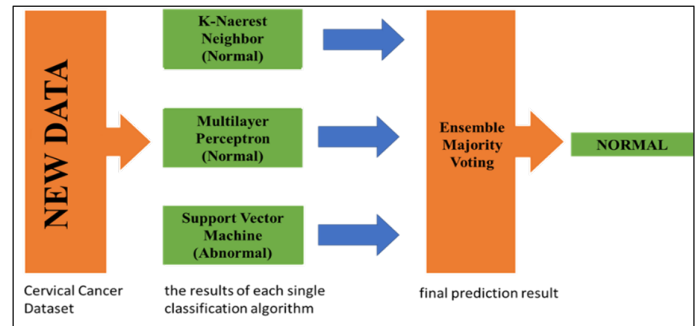 NEW DATA
K-Naerest
Neighbor
(Normal)
Multilayer
Perceptron
(Normal)
Support Vector
Machine
(Abnormal)
Ensemble
Majority
Voting
NORMAL
Cervical Cancer
Dataset
the results of each single
classification algorithm
final prediction result